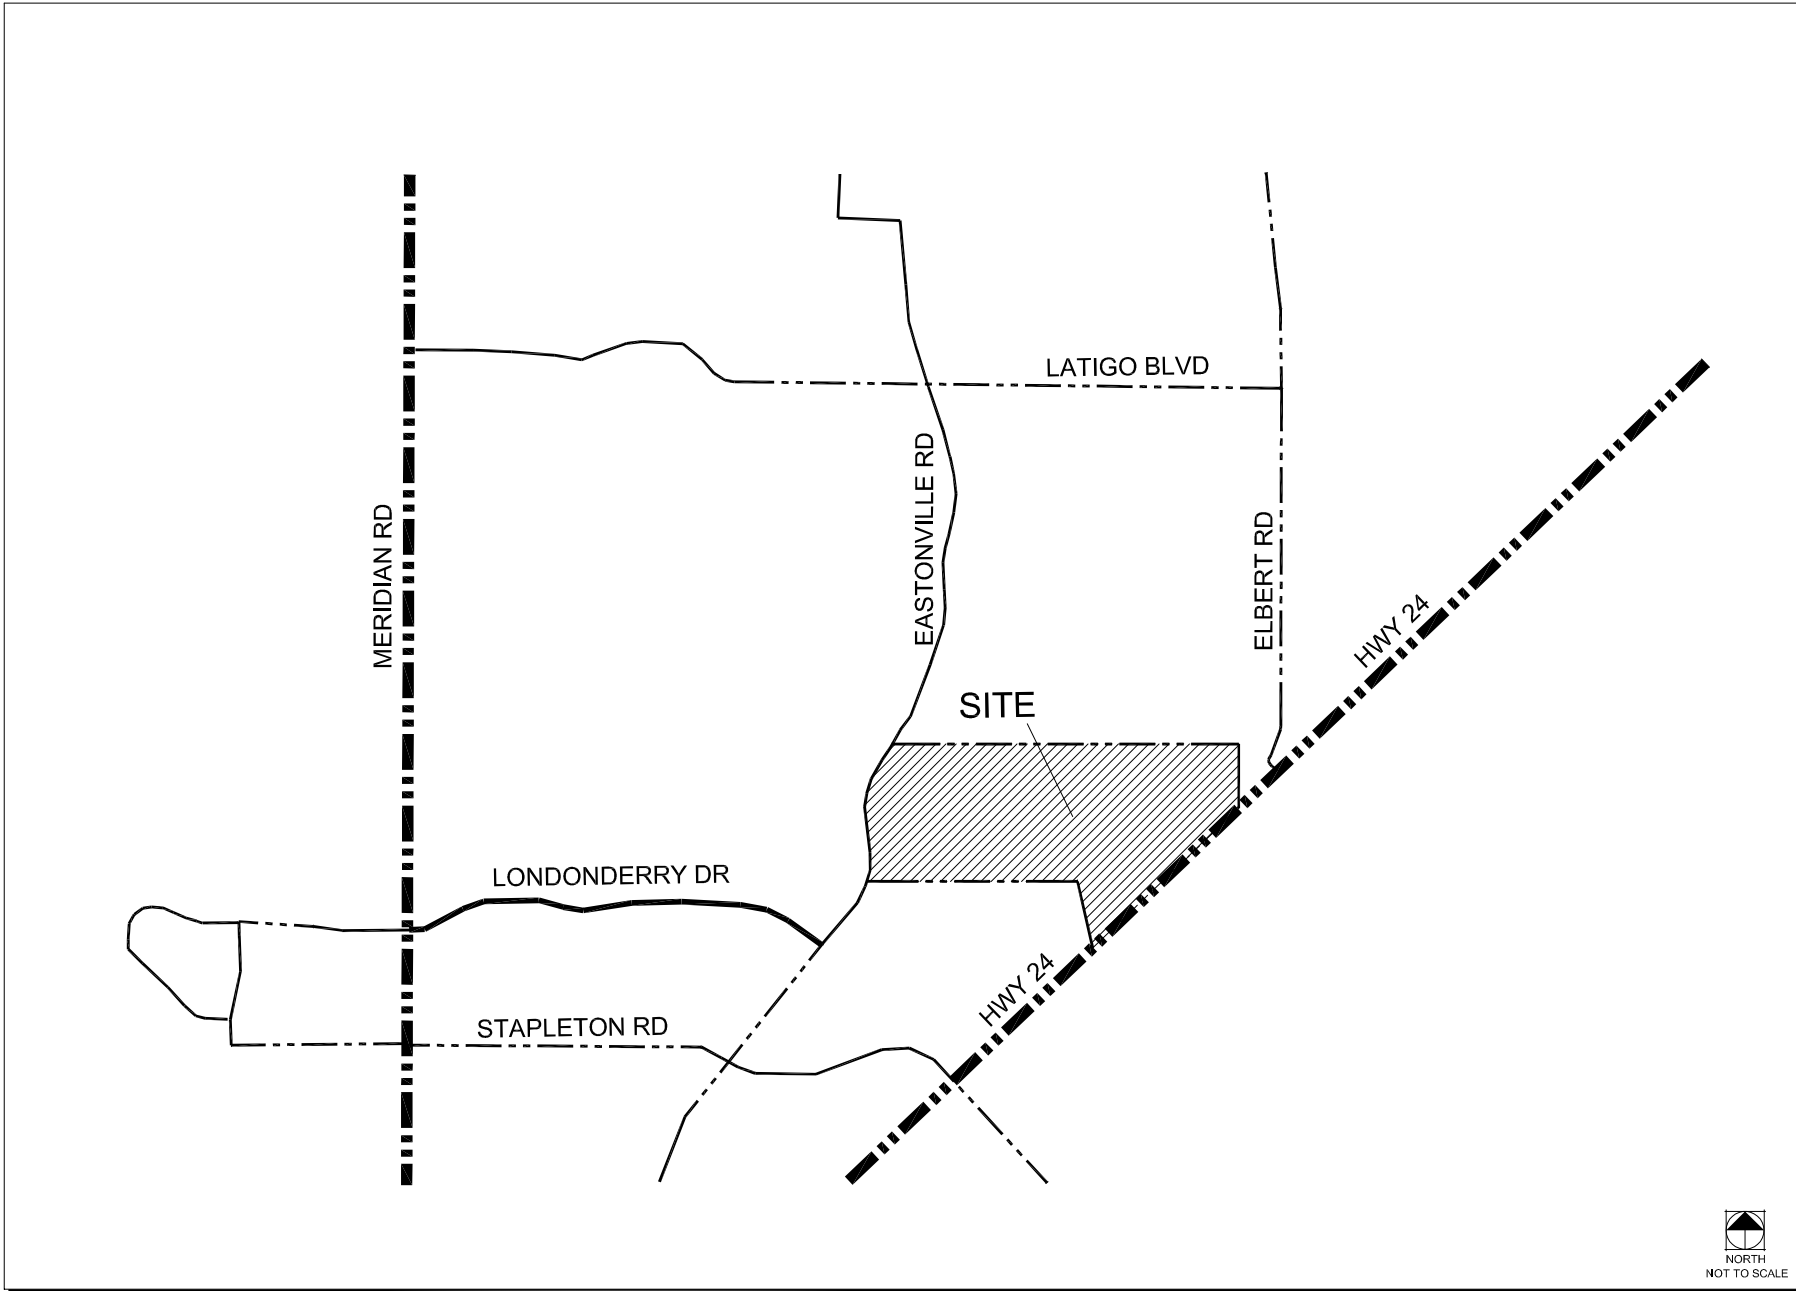 LATIGO BLVD
MERIDIAN RD
EASTONVILLE RD
ELBERT RD
HWY 24
SITE
LONDONDERRY DR
HWY 24
STAPLETON RD
NORTH
NOT TO SCALE